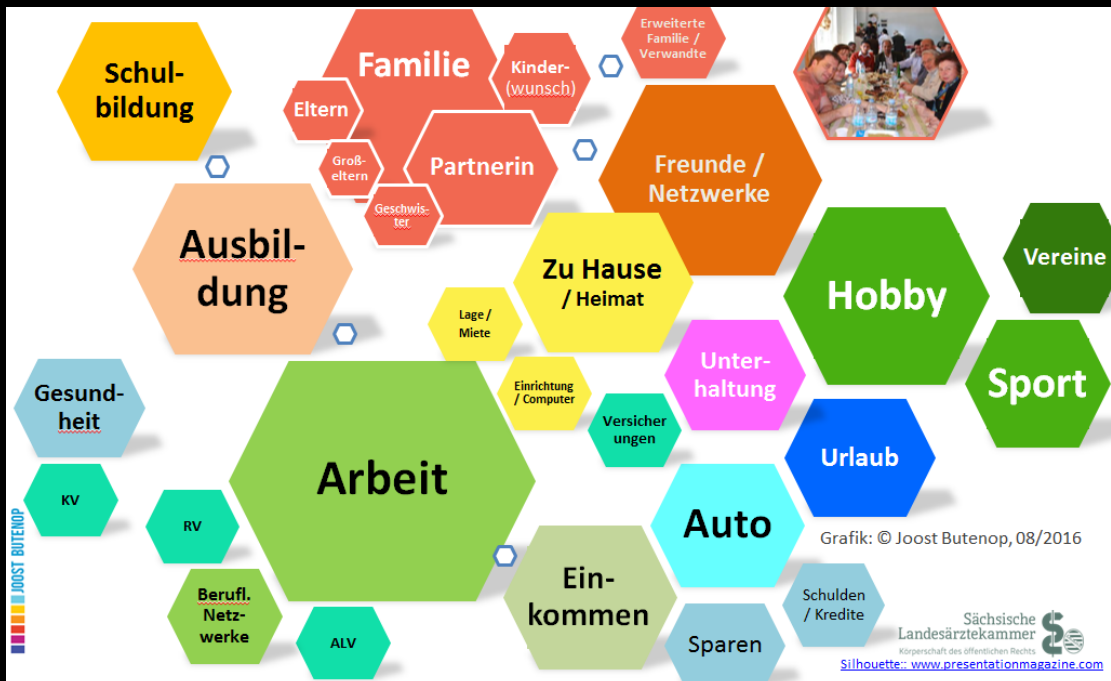 Schul-
bildung
Familie
Kinder-
(wunsch)
Erweiterte
Familie /
Verwandte
Eltern
Groß-
eltern
Geschwis-
ter
Partnerin
Freunde /
Netzwerke
Ausbil-
dung
Zu Hause
/ Heimat
Lage /
Miete
Einrichtung
/ Computer
Hobby
Vereine
Sport
Unter-
haltung
Versicher
ungen
Urlaub
Gesund-
heit
KV
RV
Arbeit
Berufl.
Netz-
werke
ALV
Ein-
kommen
Auto
Sparen
Schulden
/ Kredite
JOOST BUTENOP
Grafik: © Joost Butenop, 08/2016
Sächsische
Landesärztekammer
Körperschaft des öffentlichen Rechts
Silhouette:: www.presentationmagazine.com